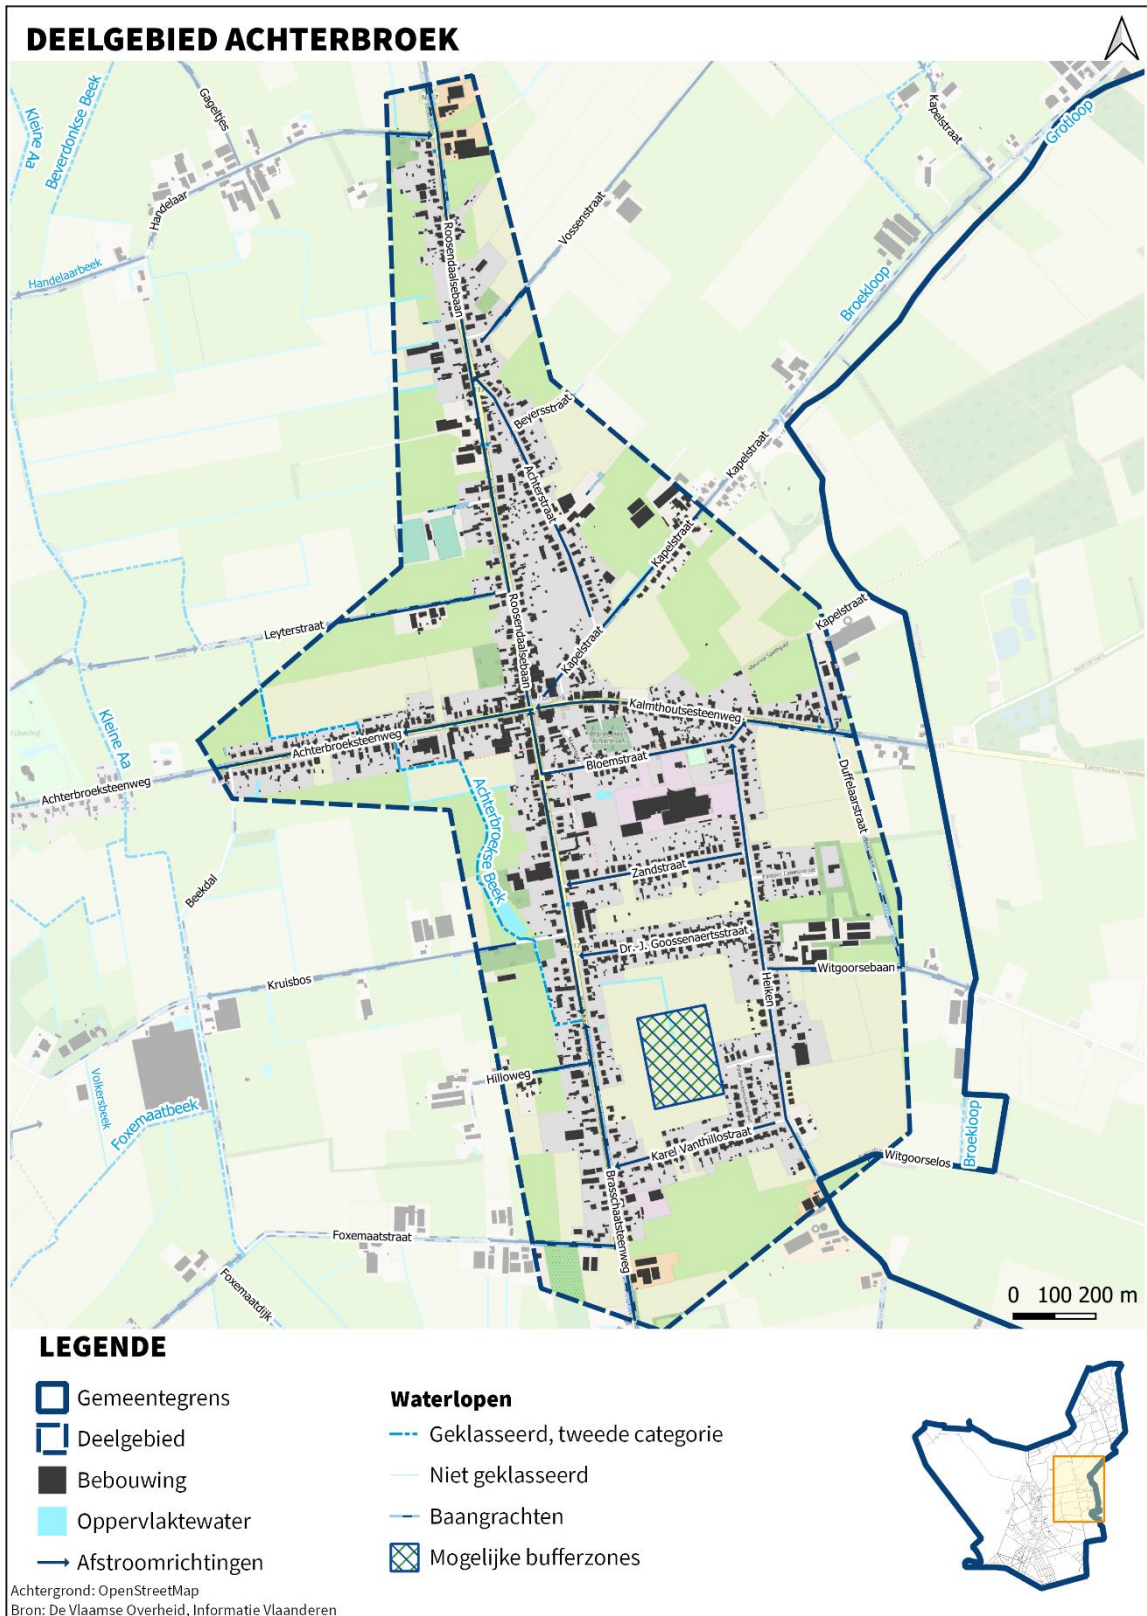 DEELGEBIED ACHTERBROEK
Kleine Aa
Beverdonkse Beek
Gageltjes
Handelaar
Handelaarbeek
Roosendaalsebaan
Vossenstraat
Kapelstraat
Grotloop
Broekloop
Beyersstraat
Achterstraat
Kapelstraat
Kapelstraat
Leyterstraat
Roosendaalsebaan
Kapelstraat
Kapelstraat
Kleine Aa
Kalmthoutsesteenweg
Achterbroeksteenweg
Achterbroeksteenweg
Bloemstraat
Duffelaarstraat
Achterbroekse Beek
Zandstraat
Beekdal
Dr.-J. Goossenaertsstraat
Witgoorsebaan
Heiken
Kruisbos
Hilloweg
Volkersbeek
Foxemaatbeek
Karel Vanthillostraat
Witgoorselos
Broekloop
Brasschaatsteenweg
Foxemaatstraat
Foxemaatdijk
0 100 200 m
LEGENDE
Gemeentegrens
Deelgebied
Bebouwing
Oppervlaktewater
Afstroomrichtingen
Waterlopen
Geklasseerd, tweede categorie
Niet geklasseerd
Baangrachten
Mogelijke bufferzones
Achtergrond: OpenStreetMap
Bron: De Vlaamse Overheid, Informatie Vlaanderen